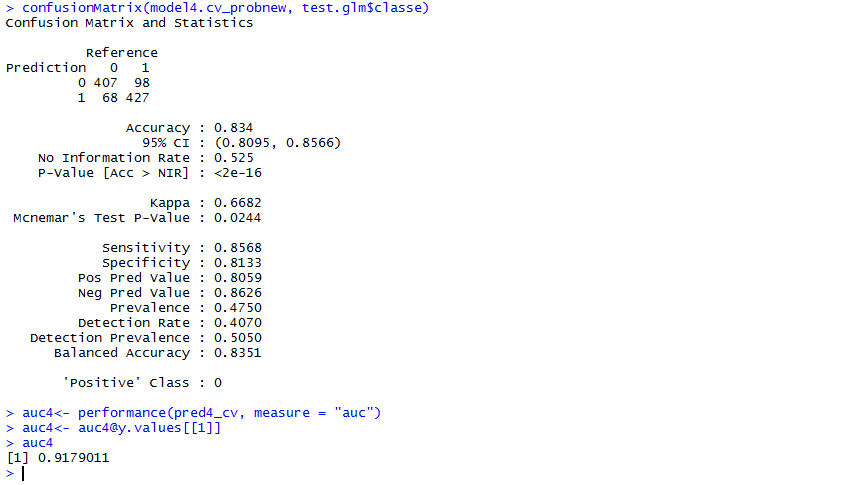 > confusionMatrix(model4.cv_probnew, test.glm$classe)
Confusion Matrix and Statistics
Reference
Prediction 0 1
0 407 98
1 68 427
Accuracy : 0.834
95% CI : (0.8095, 0.8566)
No Information Rate : 0.525
P-Value [Acc > NIR] : <2e-16
Kappa : 0.6682
Mcnemar's Test P-Value : 0.0244
Sensitivity : 0.8568
Specificity : 0.8133
Pos Pred Value : 0.8059
Neg Pred Value : 0.8626
Prevalence : 0.4750
Detection Rate : 0.4070
Detection Prevalence : 0.5050
Balanced Accuracy : 0.8351
'Positive' Class : 0
> auc4<- performance(pred4_cv, measure = "auc")
> auc4<- auc4@y.values[[1]]
> auc4
[1] 0.9179011
>